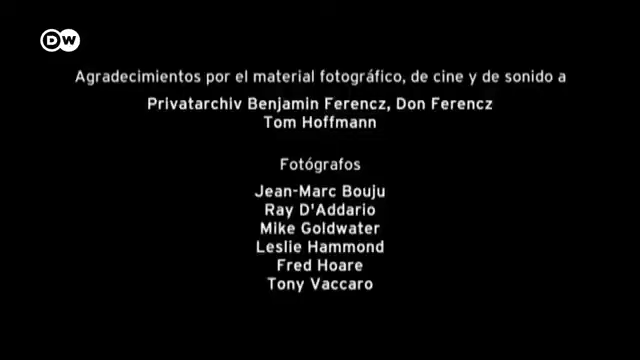 DW
Agradecimientos por el material fotográfico, de cine y de sonido a
Privatarchiv Benjamin Ferencz, Don Ferencz
Tom Hoffmann
Fotógrafos
Jean-Marc Bouju
Ray D'Addario
Mike Goldwater
Leslie Hammond
Fred Hoare
Tony Vaccaro